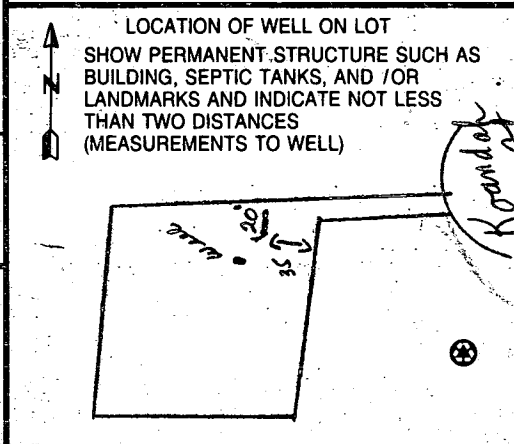 LOCATION OF WELL ON LOT
N
SHOW PERMANENT STRUCTURE SUCH AS
BUILDING, SEPTIC TANKS, AND /OR
LANDMARKS AND INDICATE NOT LESS
THAN TWO DISTANCES
(MEASUREMENTS TO WELL)
well
20'
35